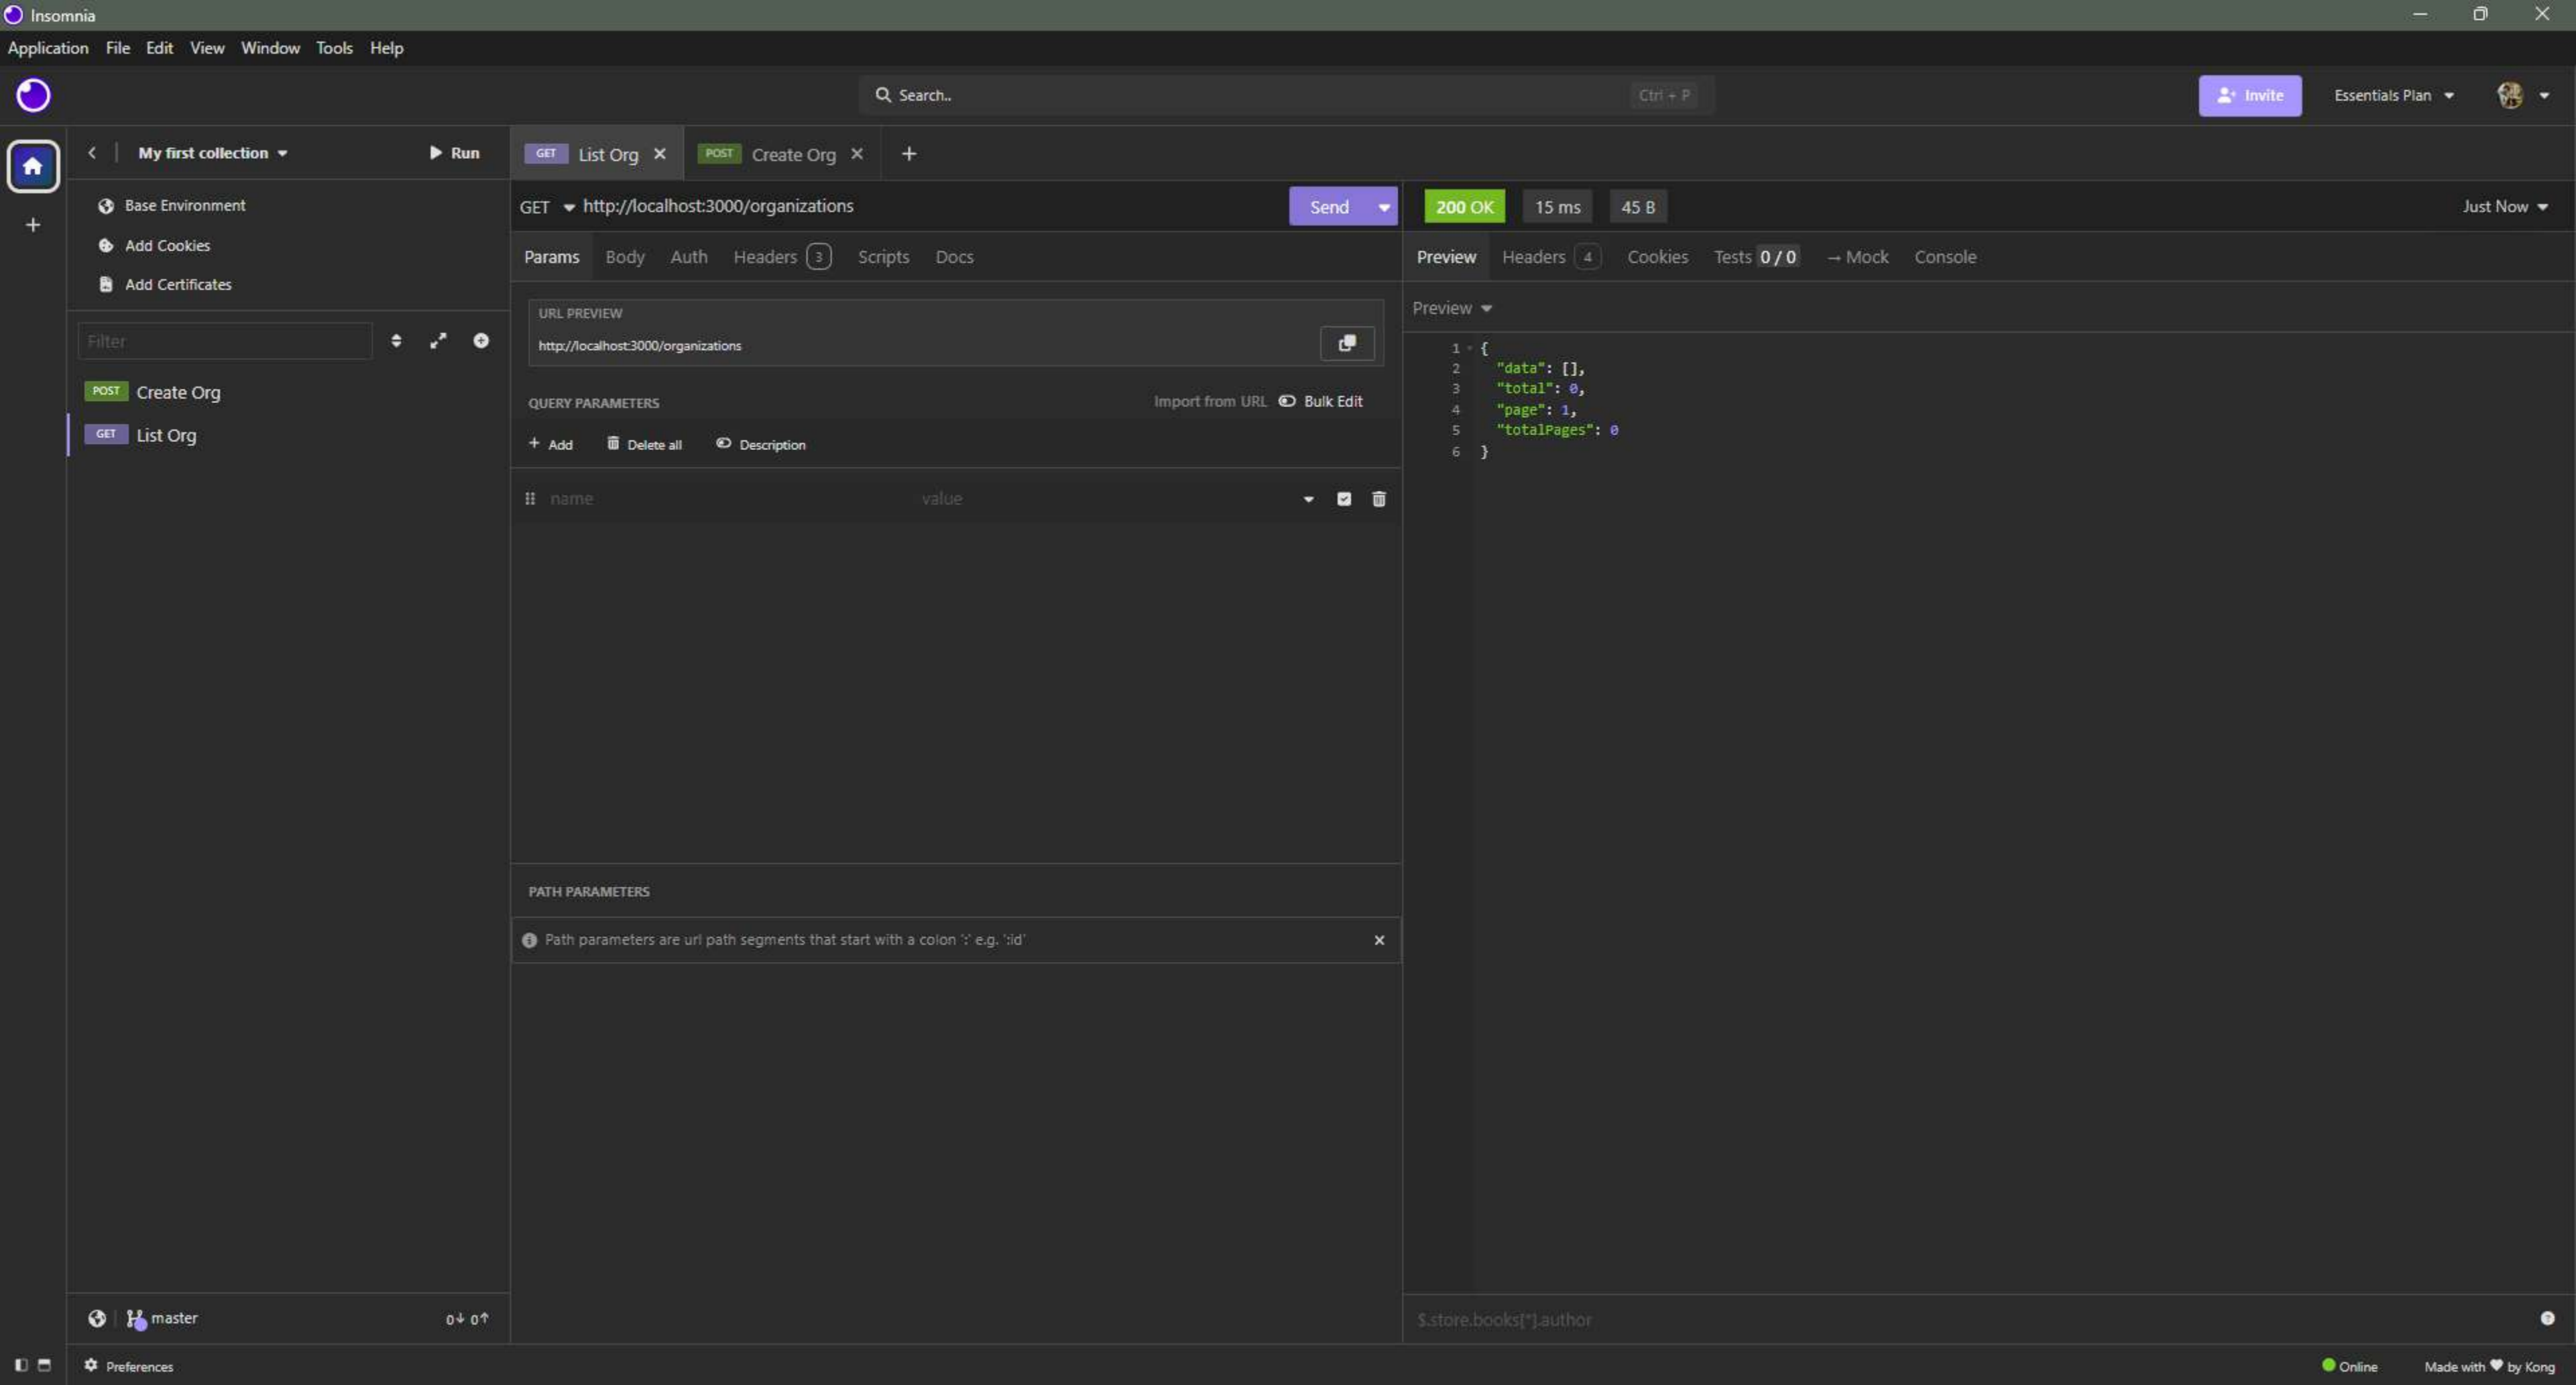 Insomnia
Application File Edit View Window Tools Help
Search.. Ctrl + P
Invite Essentials Plan
My first collection Run
GET List Org POST Create Org
Base Environment
Add Cookies
Add Certificates
Filter
POST Create Org
GET List Org
GET http://localhost:3000/organizations Send
Params Body Auth Headers 3 Scripts Docs
URL PREVIEW
http://localhost:3000/organizations
QUERY PARAMETERS Import from URL Bulk Edit
+ Add Delete all Description
name value
PATH PARAMETERS
Path parameters are url path segments that start with a colon ':' e.g. ':id'
200 OK 15 ms 45 B Just Now
Preview Headers 4 Cookies Tests 0 / 0 → Mock Console
Preview
1 {
2 "data": [],
3 "total": 0,
4 "page": 1,
5 "totalPages": 0
6 }
$.store.books[*].author
master 0↓ 0↑
Preferences
Online Made with ♥ by Kong